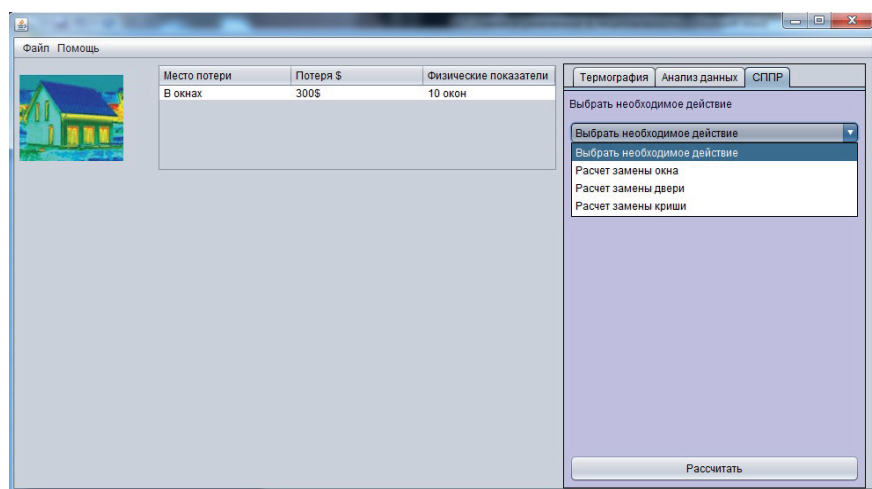 Файл Помощь
Место потери Потеря $ Физические показатели
В окнах 300$ 10 окон
Термография Анализ данных СППР
Выбрать необходимое действие
Выбрать необходимое действие
Выбрать необходимое действие
Расчет замены окна
Расчет замены двери
Расчет замены криши
Рассчитать